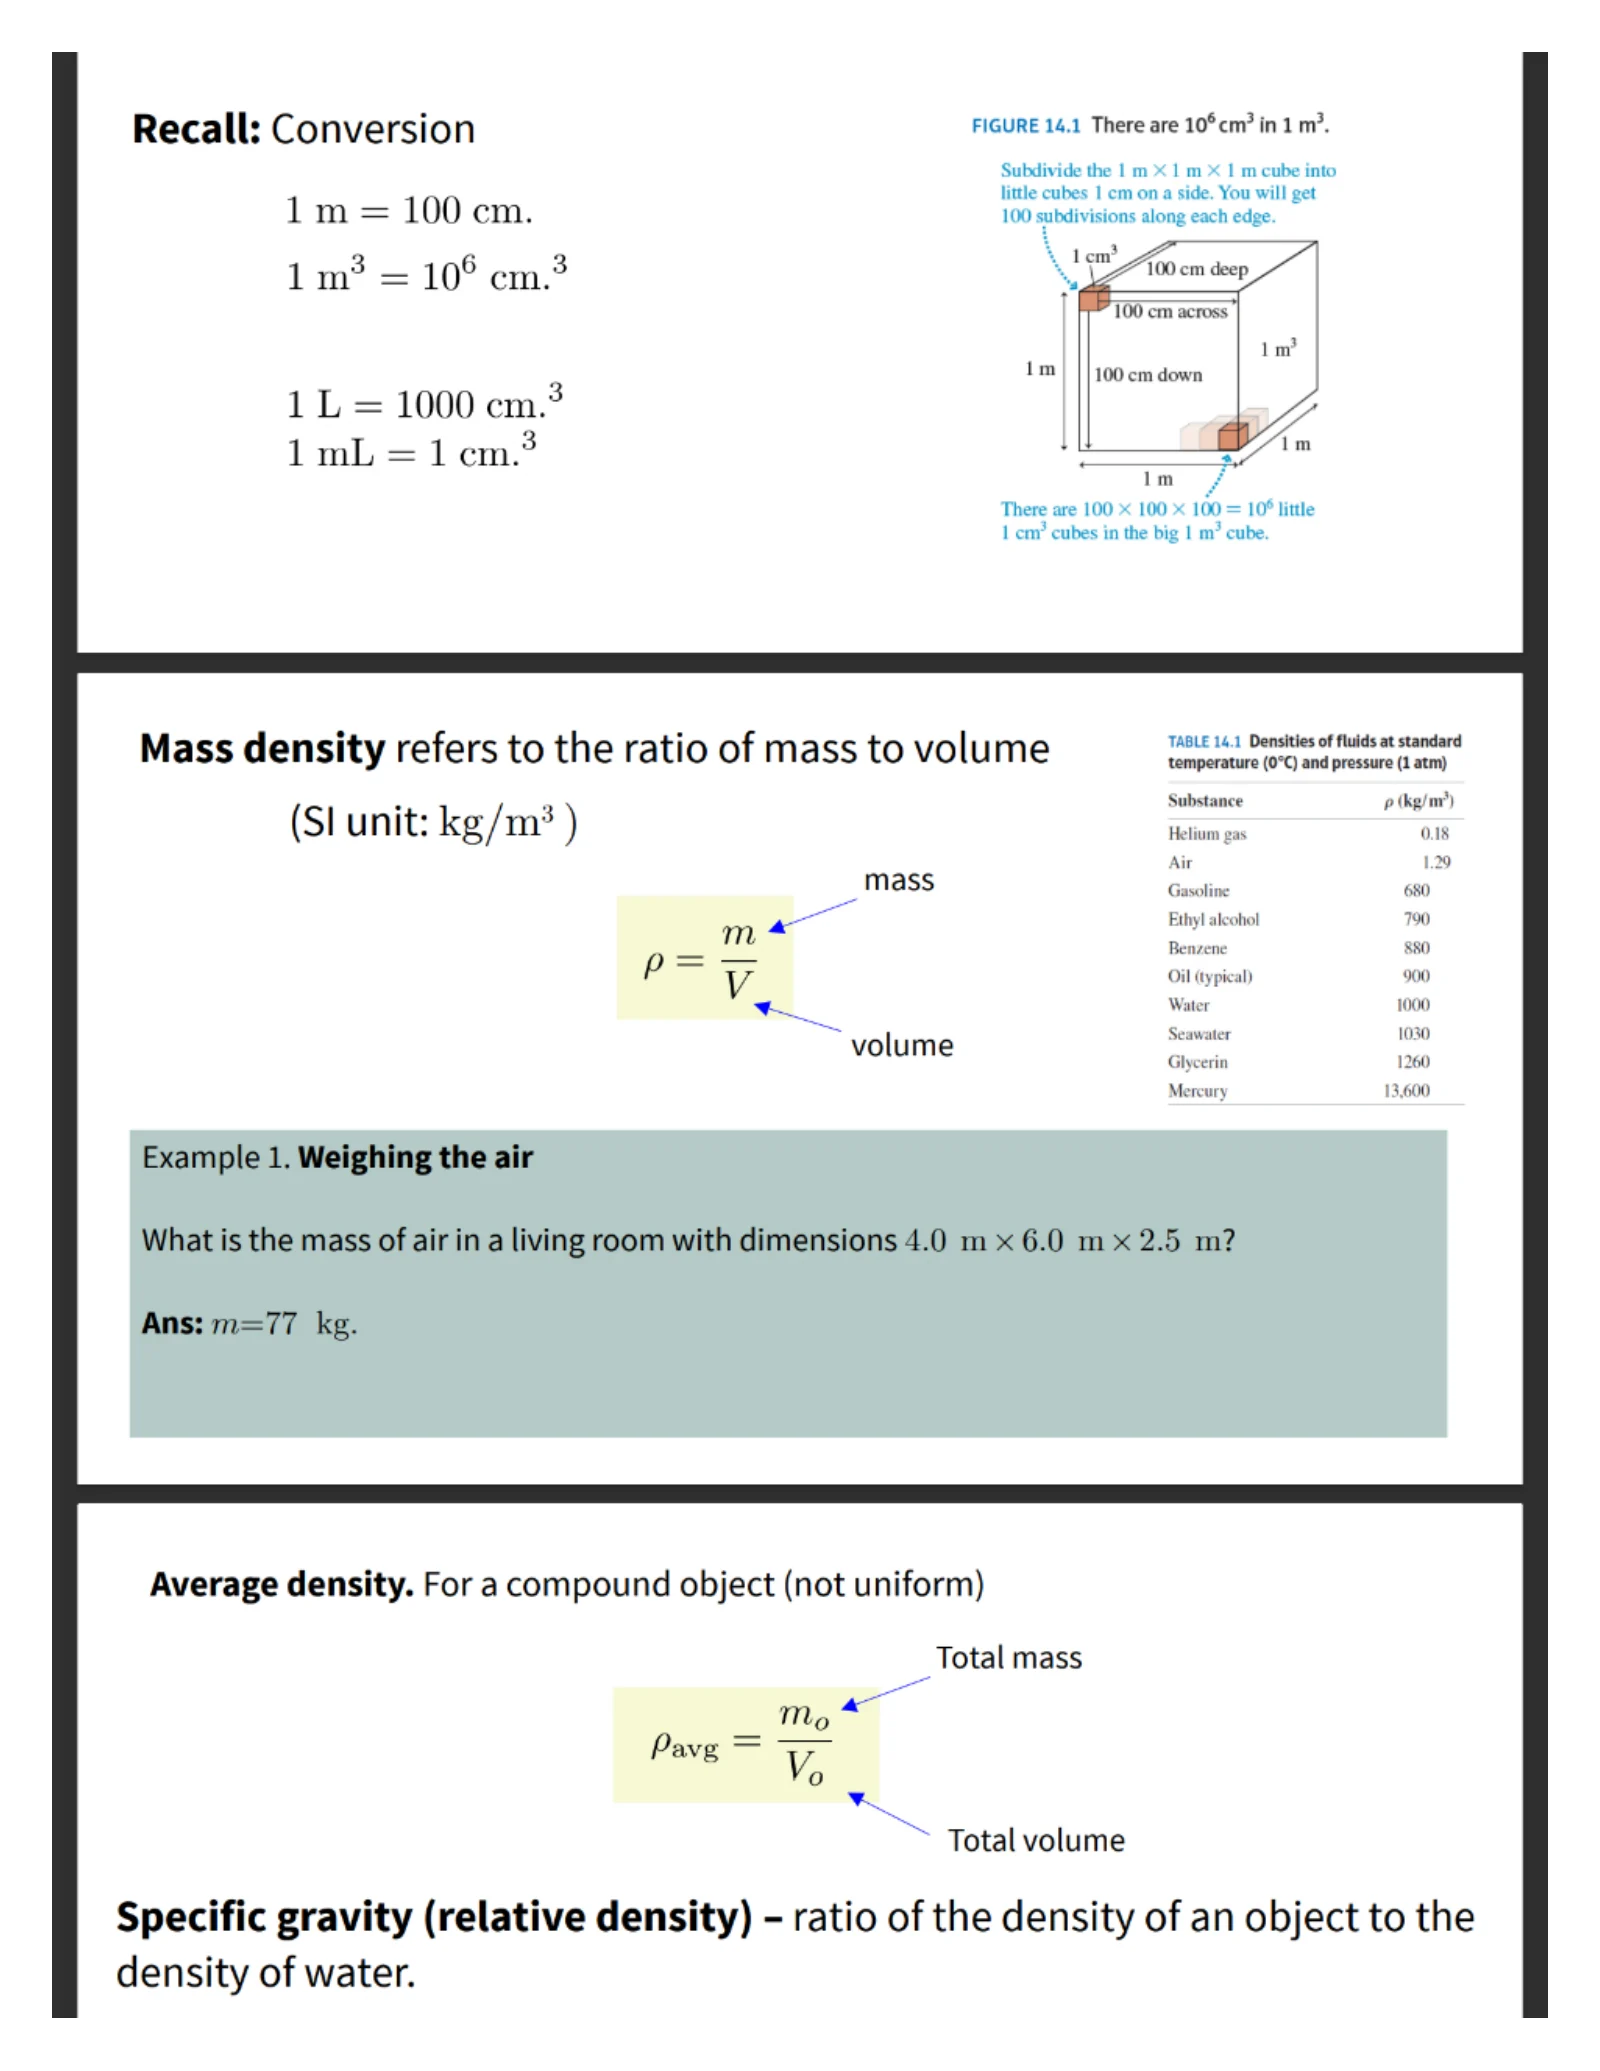 Recall: Conversion
1 m = 100 cm.
1 m³ = 10⁶ cm.³
1 L = 1000 cm.³
1 mL = 1 cm.³
FIGURE 14.1 There are 10⁶ cm³ in 1 m³.
Subdivide the 1 m × 1 m × 1 m cube into
little cubes 1 cm on a side. You will get
100 subdivisions along each edge.
1 cm³
100 cm deep
100 cm across
1 m³
1 m
100 cm down
1 m
1 m
There are 100 × 100 × 100 = 10⁶ little
1 cm³ cubes in the big 1 m³ cube.
Mass density refers to the ratio of mass to volume
(SI unit: kg/m³ )
mass
ρ = m/V
volume
TABLE 14.1 Densities of fluids at standard
temperature (0°C) and pressure (1 atm)
Substance ρ (kg/m³)
Helium gas 0.18
Air 1.29
Gasoline 680
Ethyl alcohol 790
Benzene 880
Oil (typical) 900
Water 1000
Seawater 1030
Glycerin 1260
Mercury 13,600
Example 1. Weighing the air
What is the mass of air in a living room with dimensions 4.0 m × 6.0 m × 2.5 m?
Ans: m=77 kg.
Average density. For a compound object (not uniform)
Total mass
ρavg = mₒ/Vₒ
Total volume
Specific gravity (relative density) – ratio of the density of an object to the
density of water.